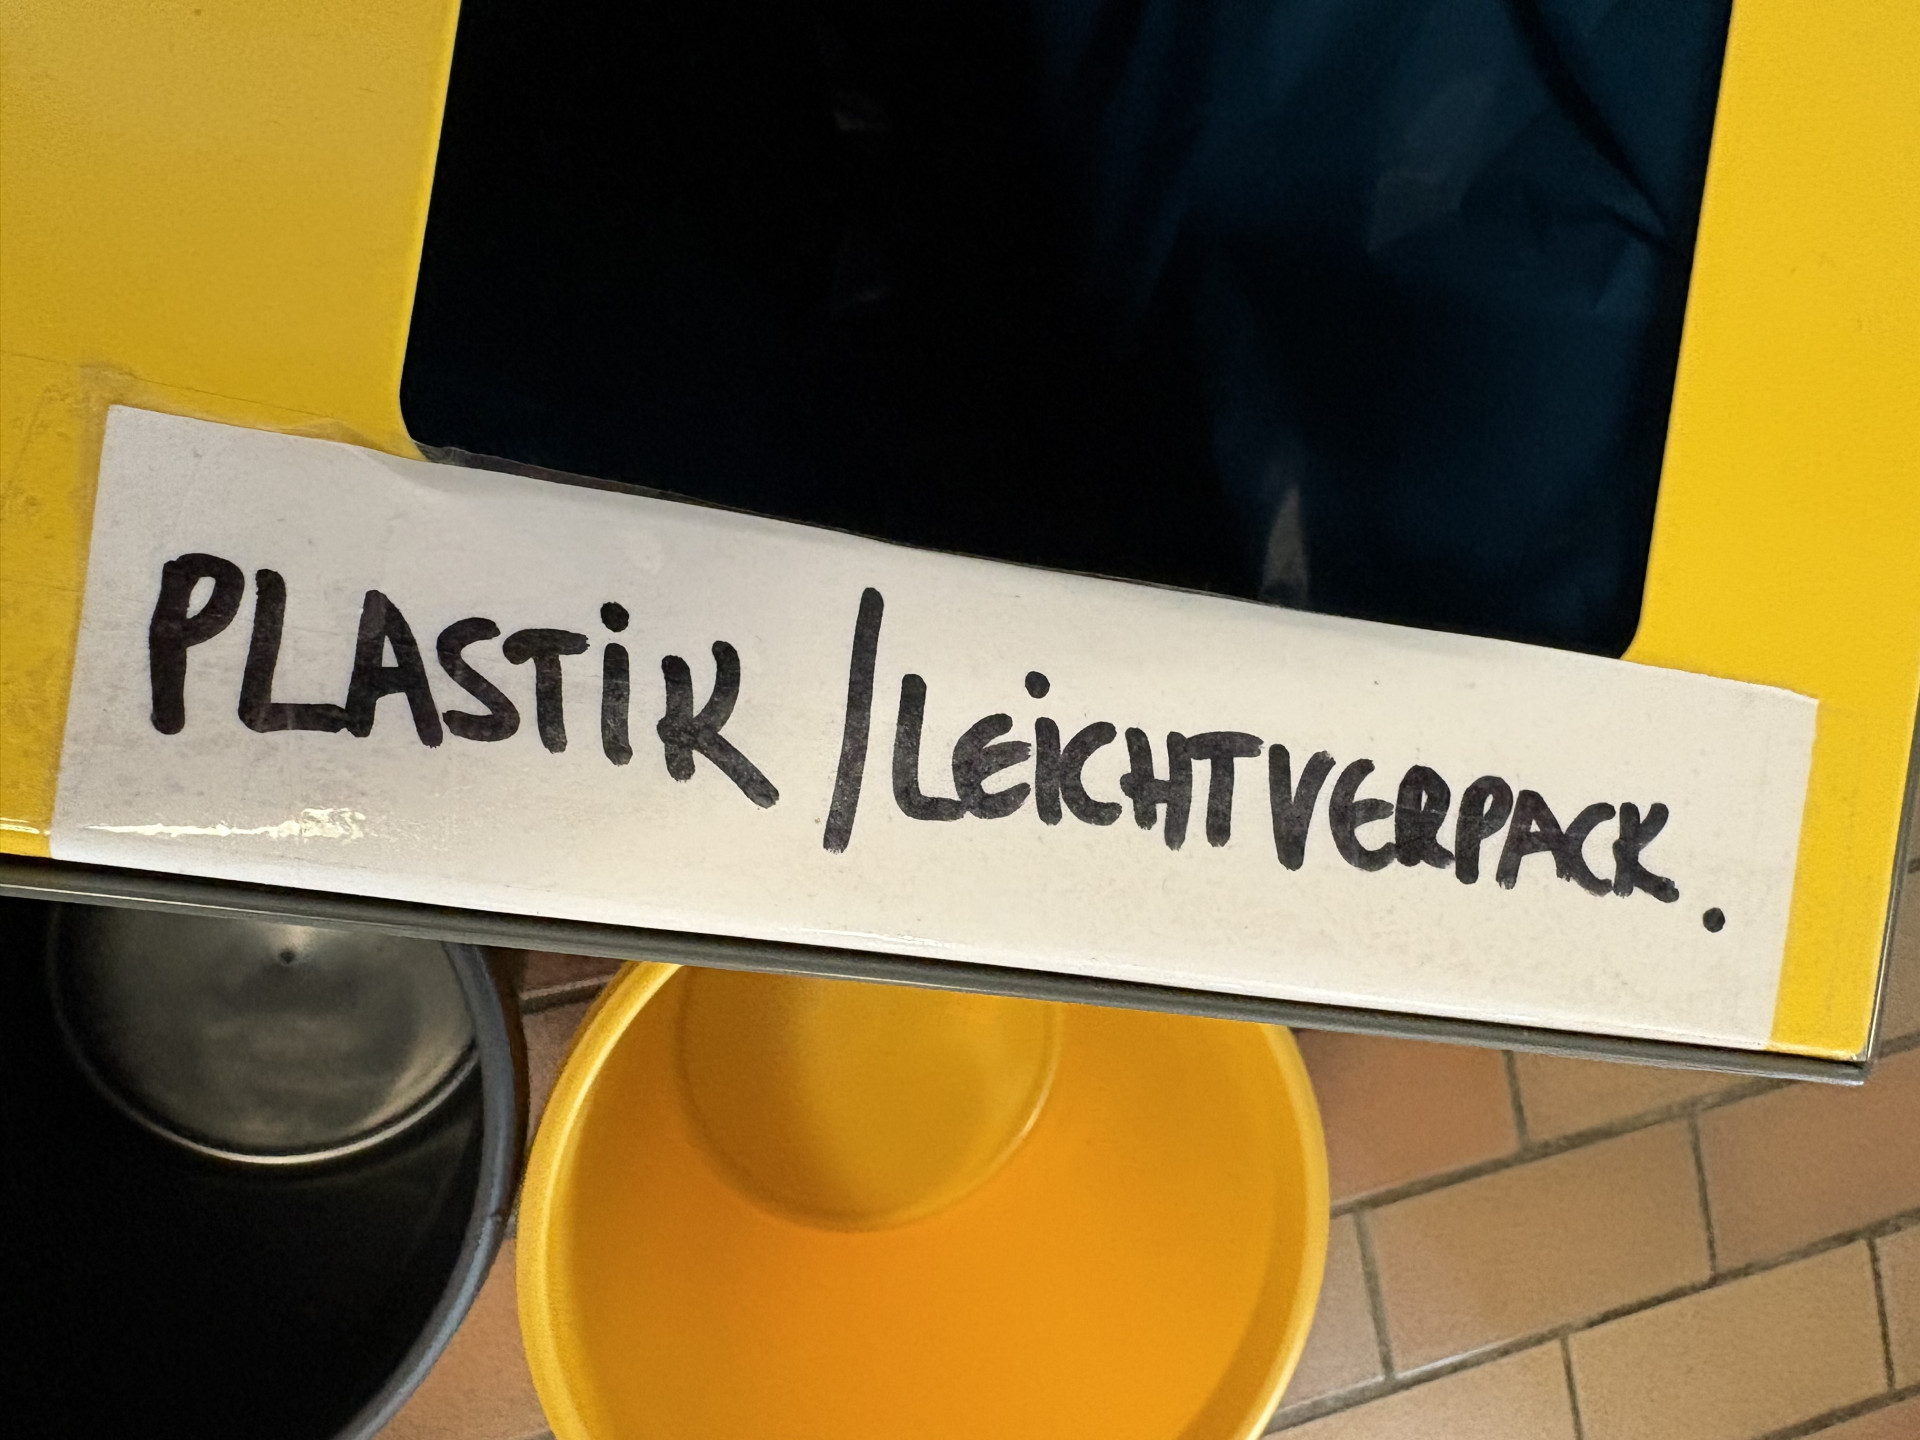 PLASTiK / LEiCHTVERPACK.